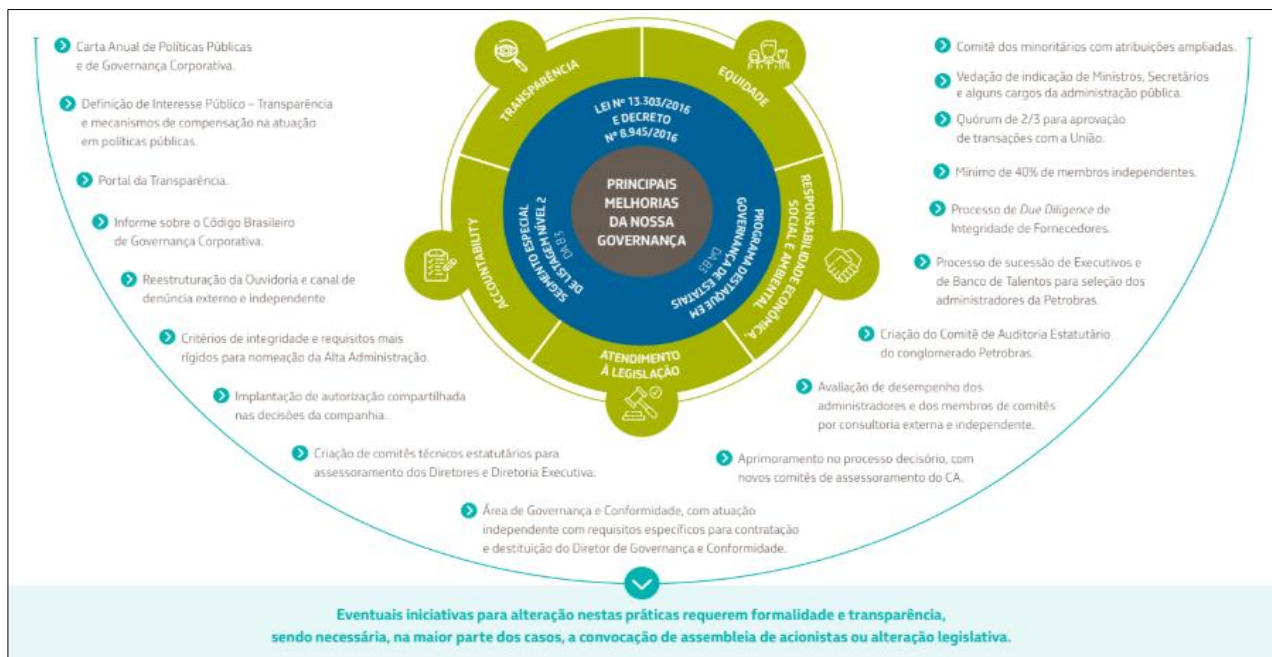 Carta Anual de Políticas Públicas
e de Governança Corporativa.
Definição de Interesse Público – Transparência
e mecanismos de compensação na atuação
em políticas públicas.
Portal da Transparência.
Informe sobre o Código Brasileiro
de Governança Corporativa.
Reestruturação da Ouvidoria e canal de
denúncia externo e independente.
Critérios de integridade e requisitos mais
rígidos para nomeação da Alta Administração.
Implantação de autorização compartilhada
nas decisões da companhia.
Criação de comitês técnicos estatutários para
assessoramento dos Diretores e Diretoria Executiva.
Área de Governança e Conformidade, com atuação
independente com requisitos específicos para contratação
e destituição do Diretor de Governança e Conformidade.
TRANSPARÊNCIA
EQUIDADE
RESPONSABILIDADE ECONÔMICA,
SOCIAL E AMBIENTAL
ATENDIMENTO
À LEGISLAÇÃO
ACCOUNTABILITY
LEI Nº 13.303/2016
E DECRETO
Nº 8.945/2016
PROGRAMA DESTAQUE EM
GOVERNANÇA DE ESTATAIS
DA B3
SEGMENTO ESPECIAL
DE LISTAGEM NÍVEL 2
DA B3
PRINCIPAIS
MELHORIAS
DA NOSSA
GOVERNANÇA
Comitê dos minoritários com atribuições ampliadas.
Vedação de indicação de Ministros, Secretários
e alguns cargos da administração pública.
Quórum de 2/3 para aprovação
de transações com a União.
Mínimo de 40% de membros independentes.
Processo de Due Diligence de
Integridade de Fornecedores.
Processo de sucessão de Executivos e
de Banco de Talentos para seleção dos
administradores da Petrobras.
Criação do Comitê de Auditoria Estatutário
do conglomerado Petrobras.
Avaliação de desempenho dos
administradores e dos membros de comitês
por consultoria externa e independente.
Aprimoramento no processo decisório, com
novos comitês de assessoramento do CA.
Eventuais iniciativas para alteração nestas práticas requerem formalidade e transparência,
sendo necessária, na maior parte dos casos, a convocação de assembleia de acionistas ou alteração legislativa.